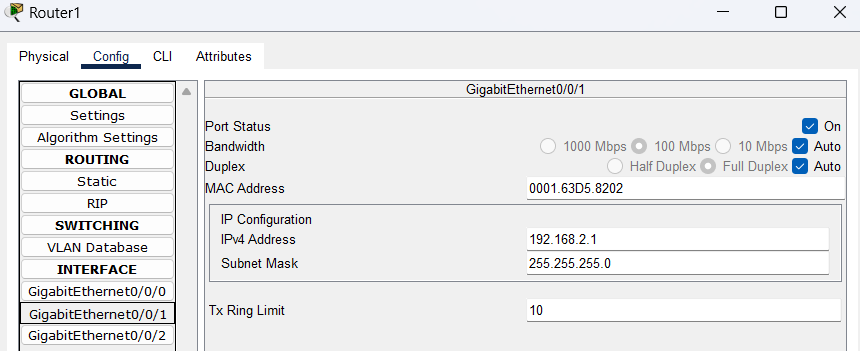 Router1
Physical Config CLI Attributes
GLOBAL
Settings
Algorithm Settings
ROUTING
Static
RIP
SWITCHING
VLAN Database
INTERFACE
GigabitEthernet0/0/0
GigabitEthernet0/0/1
GigabitEthernet0/0/2
GigabitEthernet0/0/1
Port Status On
Bandwidth 1000 Mbps 100 Mbps 10 Mbps Auto
Duplex Half Duplex Full Duplex Auto
MAC Address 0001.63D5.8202
IP Configuration
IPv4 Address 192.168.2.1
Subnet Mask 255.255.255.0
Tx Ring Limit 10